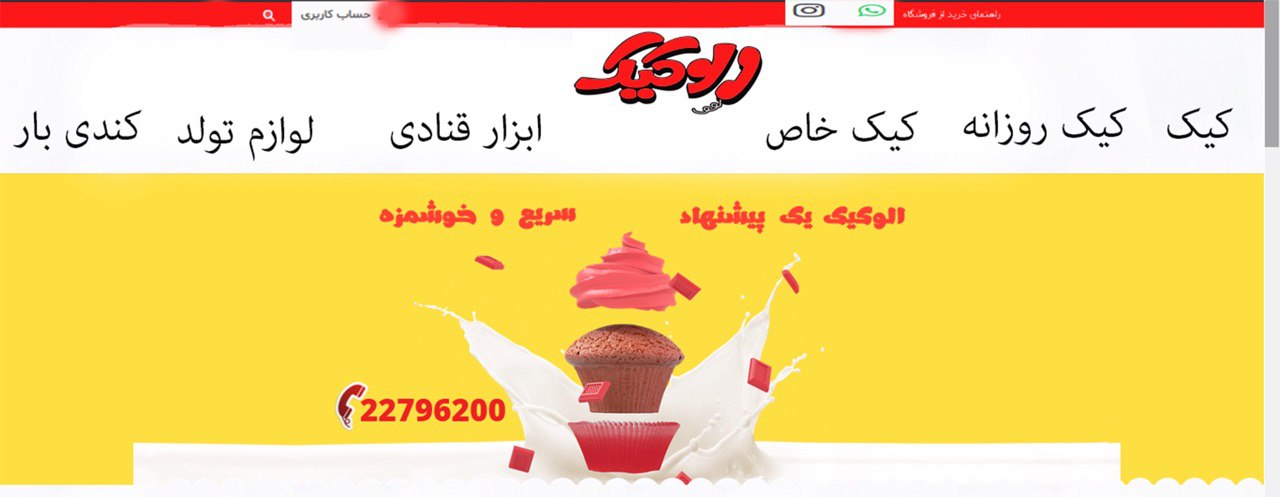 راهنمای خرید از فروشگاه
حساب کاربری
الوکیک
کیک
کیک روزانه
کیک خاص
ابزار قنادی
لوازم تولد
کندی بار
الوکیک یک پیشنهاد سریع و خوشمزه
22796200